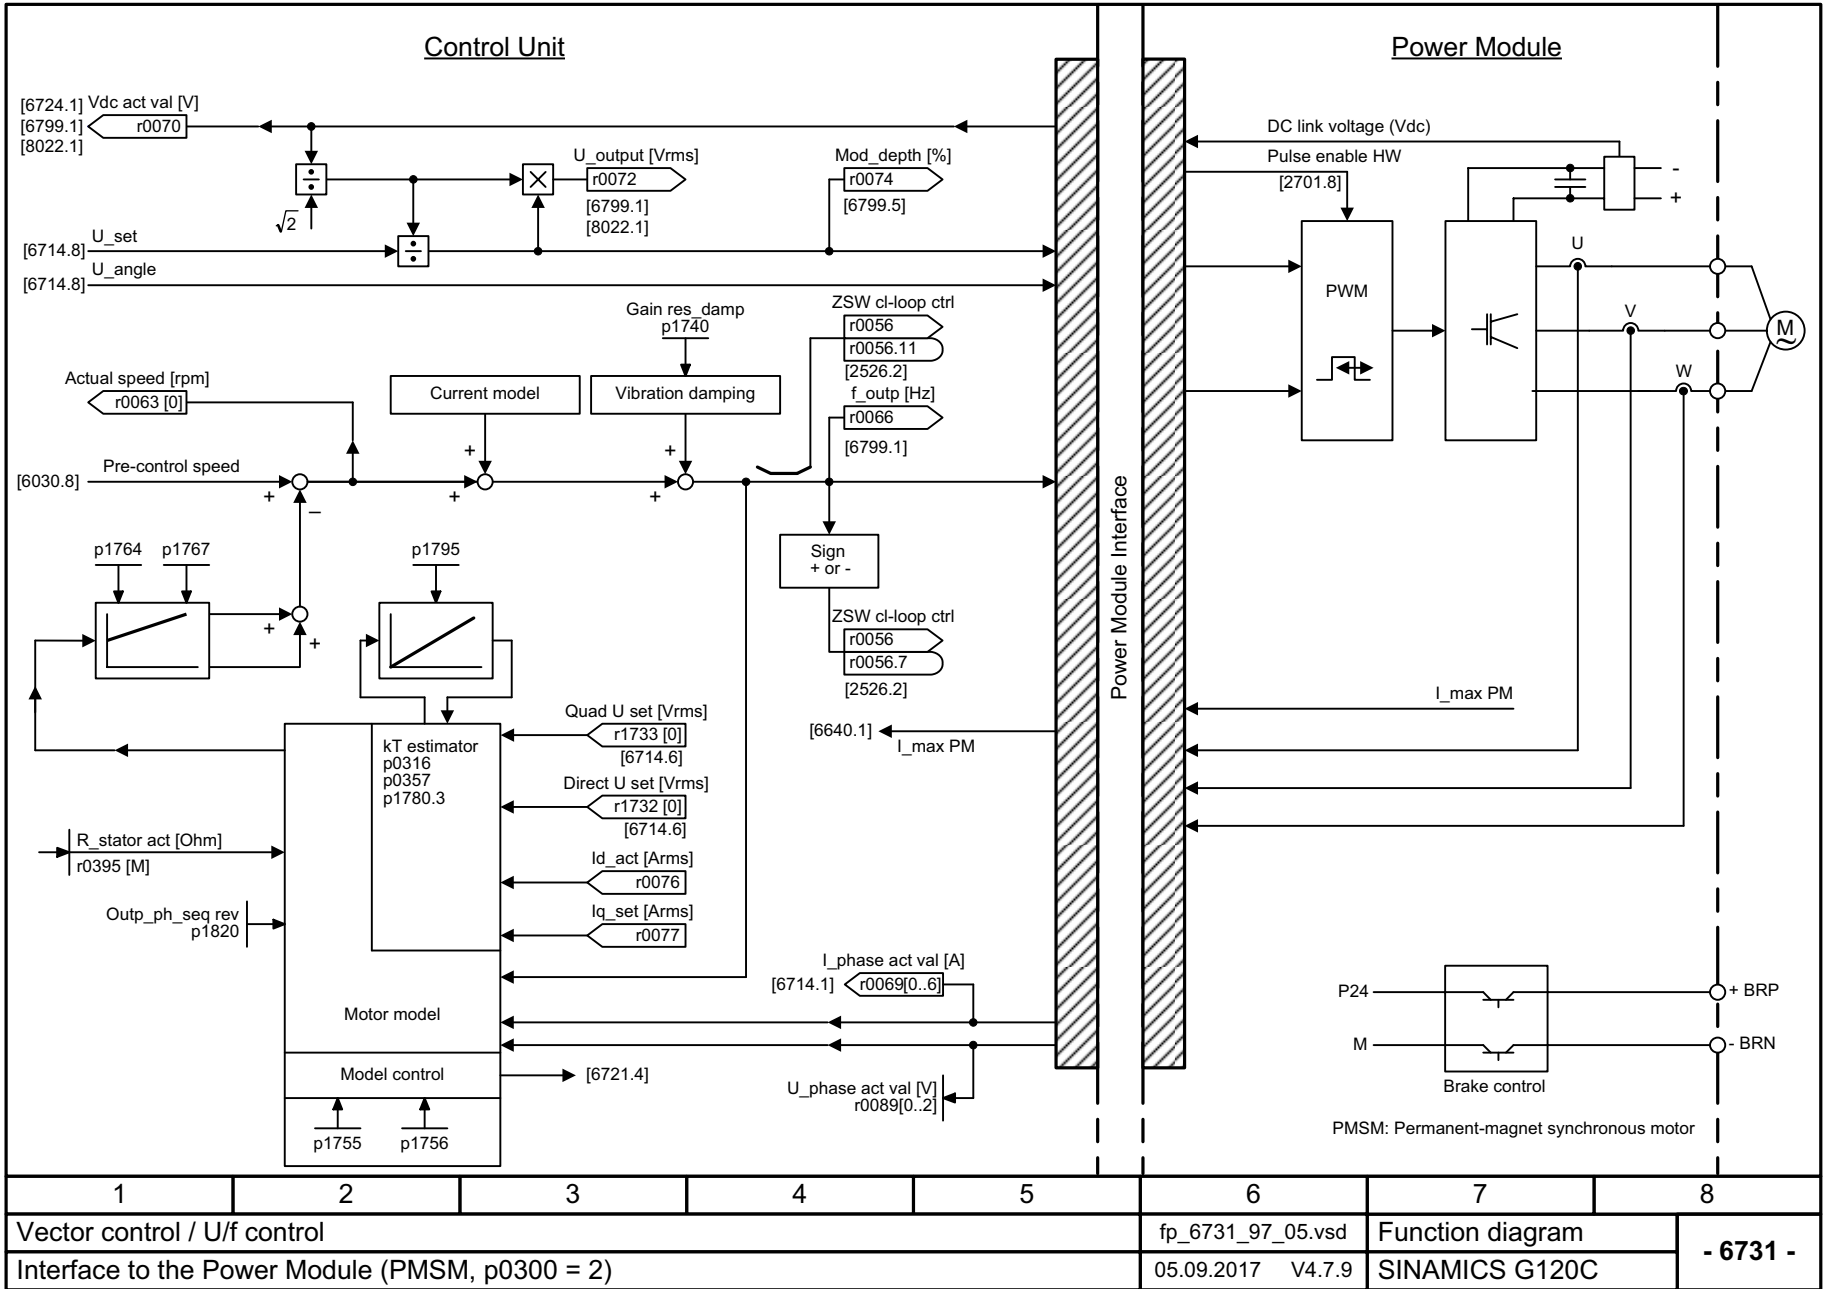 Control Unit
Power Module
[6724.1]
[6799.1]
[8022.1]
Vdc act val [V]
r0070
÷
√2
×
U_output [Vrms]
r0072
[6799.1]
[8022.1]
Mod_depth [%]
r0074
[6799.5]
[6714.8]
U_set
÷
[6714.8]
U_angle
DC link voltage (Vdc)
Pulse enable HW
[2701.8]
-
+
PWM
U
V
W
M
~
Gain res_damp
p1740
ZSW cl-loop ctrl
r0056
r0056.11
[2526.2]
Actual speed [rpm]
r0063 [0]
Current model
Vibration damping
f_outp [Hz]
r0066
[6799.1]
[6030.8]
Pre-control speed
+
–
+
+
+
+
Sign
+ or -
ZSW cl-loop ctrl
r0056
r0056.7
[2526.2]
p1764
p1767
+
+
p1795
Power Module Interface
I_max PM
[6640.1]
I_max PM
kT estimator
p0316
p0357
p1780.3
Quad U set [Vrms]
r1733 [0]
[6714.6]
Direct U set [Vrms]
r1732 [0]
[6714.6]
R_stator act [Ohm]
r0395 [M]
Id_act [Arms]
r0076
Outp_ph_seq rev
p1820
Iq_set [Arms]
r0077
I_phase act val [A]
[6714.1]
r0069[0..6]
Motor model
Model control
[6721.4]
U_phase act val [V]
r0089[0..2]
p1755
p1756
P24
M
+ BRP
- BRN
Brake control
PMSM: Permanent-magnet synchronous motor
1
2
3
4
5
6
7
8
Vector control / U/f control
fp_6731_97_05.vsd
Function diagram
- 6731 -
Interface to the Power Module (PMSM, p0300 = 2)
05.09.2017 V4.7.9
SINAMICS G120C